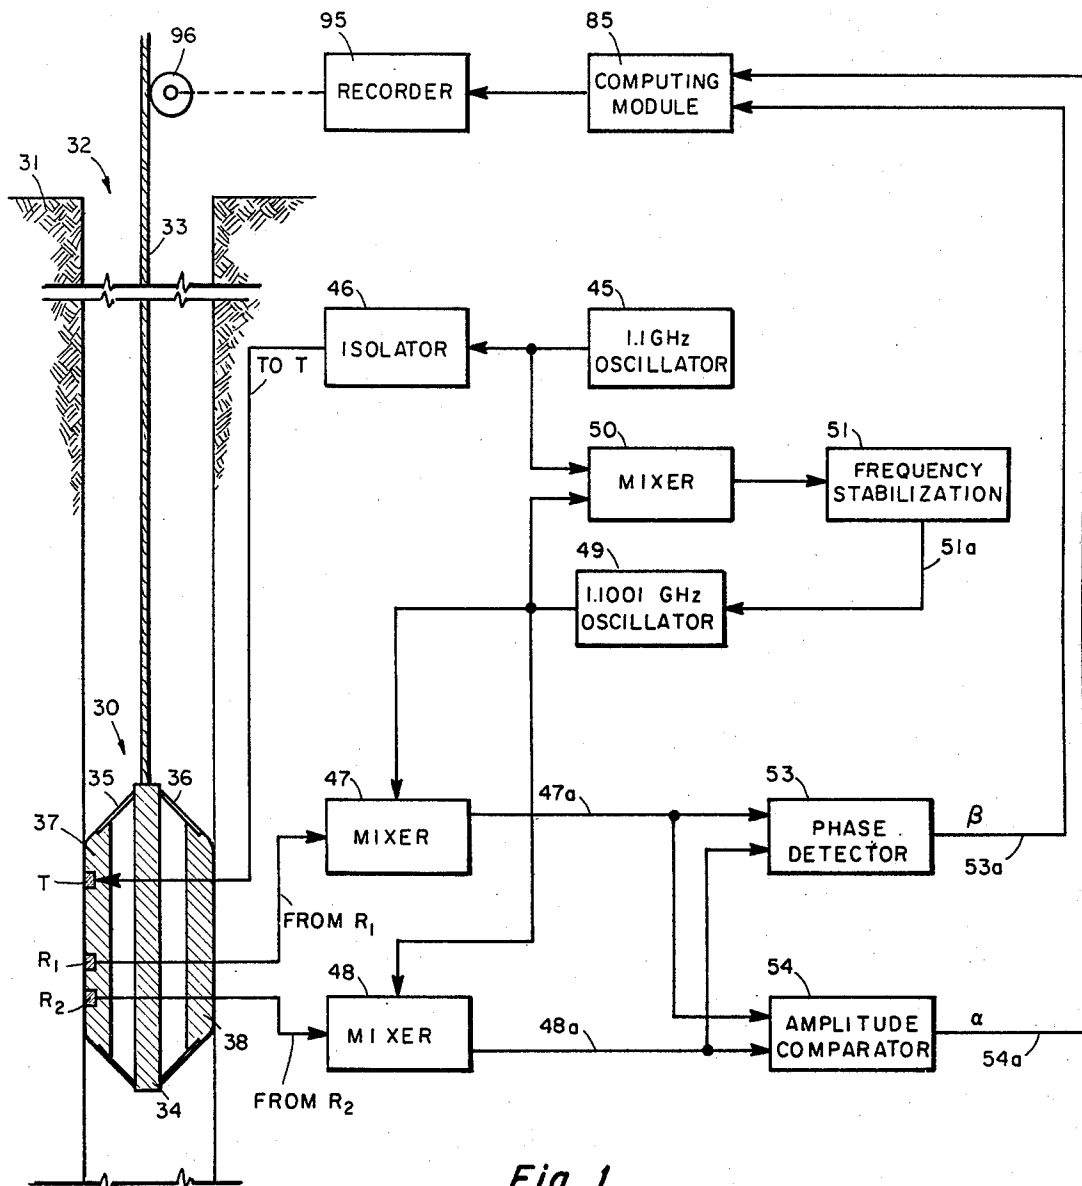 95
85
96
RECORDER
COMPUTING
MODULE
31
32
33
46
45
ISOLATOR
1.1 GHz
OSCILLATOR
TO T
50
51
MIXER
FREQUENCY
STABILIZATION
51a
49
1.1001 GHz
OSCILLATOR
30
35
36
47
47a
53
37
MIXER
PHASE
DETECTOR
β
53a
T
FROM R1
R1
R2
48
54
MIXER
48a
AMPLITUDE
COMPARATOR
α
54a
38
34
FROM R2
Fig. 1